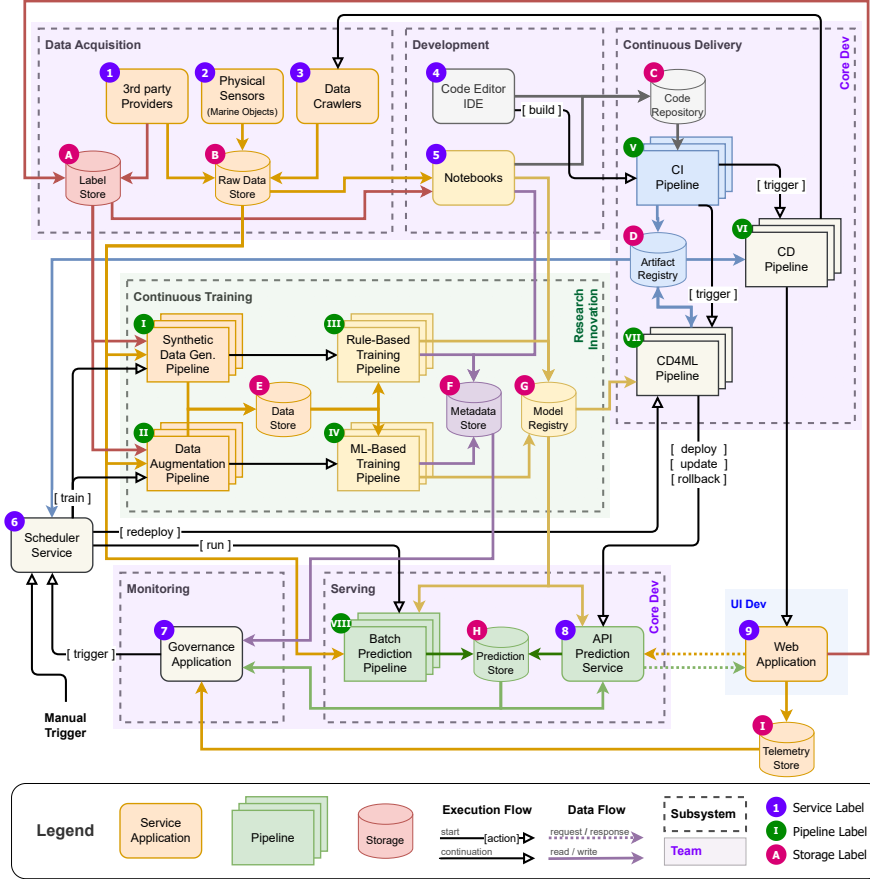 Data Acquisition
Development
Continuous Delivery
Core Dev
1
3rd party
Providers
2
Physical
Sensors
(Marine Objects)
3
Data
Crawlers
4
Code Editor
IDE
[ build ]
C
Code
Repository
A
Label
Store
B
Raw Data
Store
5
Notebooks
V
CI
Pipeline
[ trigger ]
D
Artifact
Registry
VI
CD
Pipeline
[ trigger ]
Continuous Training
Research
Innovation
I
Synthetic
Data Gen.
Pipeline
III
Rule-Based
Training
Pipeline
VII
CD4ML
Pipeline
E
Data
Store
F
Metadata
Store
G
Model
Registry
II
Data
Augmentation
Pipeline
IV
ML-Based
Training
Pipeline
[ deploy ]
[ update ]
[rollback]
[ train ]
6
Scheduler
Service
[ redeploy ]
[ run ]
Monitoring
Serving
Core Dev
UI Dev
7
Governance
Application
[ trigger ]
VIII
Batch
Prediction
Pipeline
H
Prediction
Store
8
API
Prediction
Service
9
Web
Application
Manual
Trigger
I
Telemetry
Store
Legend
Service
Application
Pipeline
Storage
Execution Flow
start
[action]
continuation
Data Flow
request / response
read / write
Subsystem
Team
1
Service Label
I
Pipeline Label
A
Storage Label